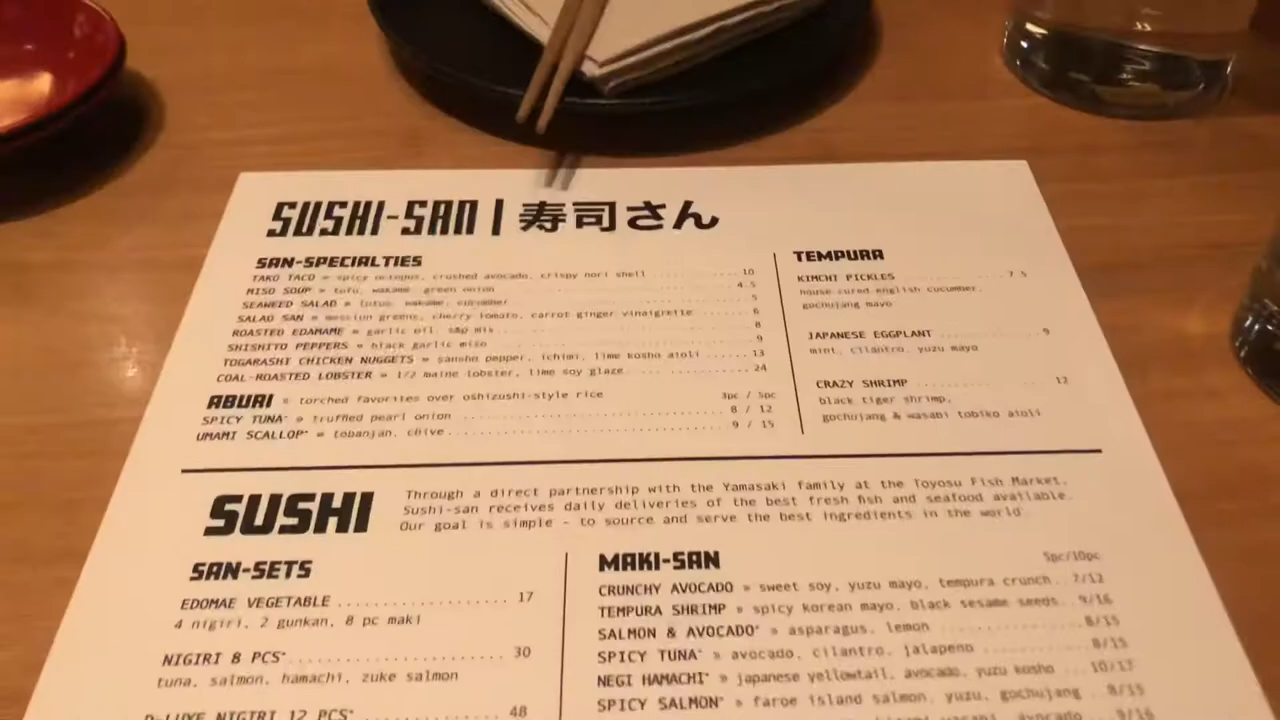 SUSHI-SAN | 寿司さん
SAN-SPECIALTIES
TAKO TACO » spicy octopus, crushed avocado, crispy nori shell 10
MISO SOUP » tofu, wakame, green onion 4.5
SEAWEED SALAD » lotus, wakame, cucumber 5
SALAD SAN » mession greens, cherry tomato, carrot ginger vinaigrette 6
ROASTED EDAMAME » garlic oil, s&p mix 8
SHISHITO PEPPERS » black garlic miso 9
TOGARASHI CHICKEN NUGGETS » sansho pepper, ichimi, lime kosho aioli ...... 13
COAL-ROASTED LOBSTER » 1/2 maine lobster, lime soy glaze 24
ABURI » torched favorites over oshizushi-style rice 3pc / 5pc
SPICY TUNA* » truffled pearl onion 8 / 12
UMAMI SCALLOP* » tobanjan, chive 9 / 15
TEMPURA
KIMCHI PICKLES 7.5
house cured english cucumber,
gochujang mayo
JAPANESE EGGPLANT 9
mint, cilantro, yuzu mayo
CRAZY SHRIMP 12
black tiger shrimp,
gochujang & wasabi tobiko aioli
SUSHI
Through a direct partnership with the Yamasaki family at the Toyosu Fish Market,
Sushi-san receives daily deliveries of the best fresh fish and seafood available.
Our goal is simple - to source and serve the best ingredients in the world
SAN-SETS
EDOMAE VEGETABLE 17
4 nigiri, 2 gunkan, 8 pc maki
NIGIRI 8 PCS* 30
tuna, salmon, hamachi, zuke salmon
D-LUXE NIGIRI 12 PCS* 48
MAKI-SAN 5pc/10pc
CRUNCHY AVOCADO » sweet soy, yuzu mayo, tempura crunch 7/12
TEMPURA SHRIMP » spicy korean mayo, black sesame seeds 9/16
SALMON & AVOCADO* » asparagus, lemon 8/15
SPICY TUNA* » avocado, cilantro, jalapeno 8/15
NEGI HAMACHI* » japanese yellowtail, avocado, yuzu kosho 10/17
SPICY SALMON* » faroe island salmon, yuzu, gochujang 8/15
wasabi, avocado 9/16